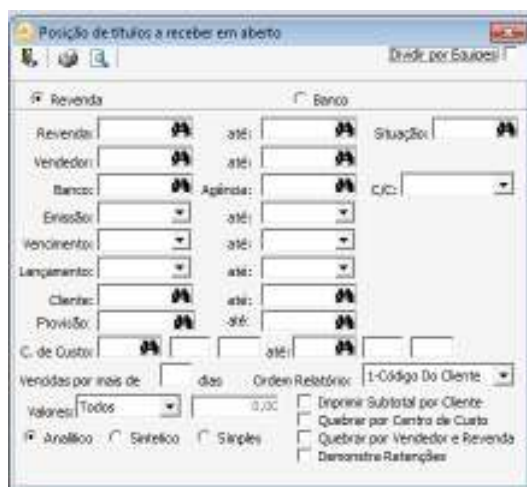 Posição de títulos a receber em aberto
Dividir por Equipes
Revenda Banco
Revenda: até: Situação:
Vendedor: até:
Banco: Agência: C/C:
Emissão: até:
Vencimento: até:
Lançamento: até:
Cliente: até:
Provisão: até:
C. de Custo: até:
Vencidas por mais de dias Ordem Relatório: 1-Código Do Cliente
Valores: Todos 0,00
Imprimir Subtotal por Cliente
Quebrar por Centro de Custo
Analítico Sintetico Simples
Quebrar por Vendedor e Revenda
Demonstra Retenções